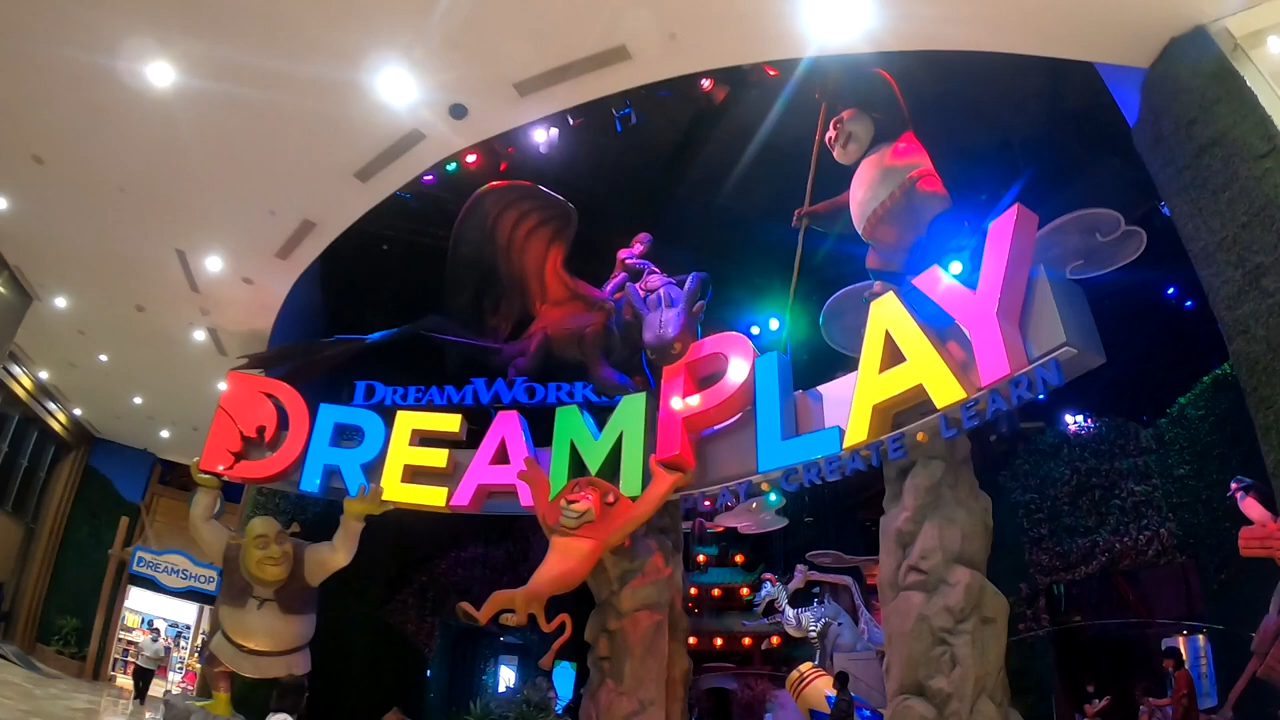 DREAMWORKS
DREAMPLAY
PLAY • CREATE • LEARN
DREAMSHOP